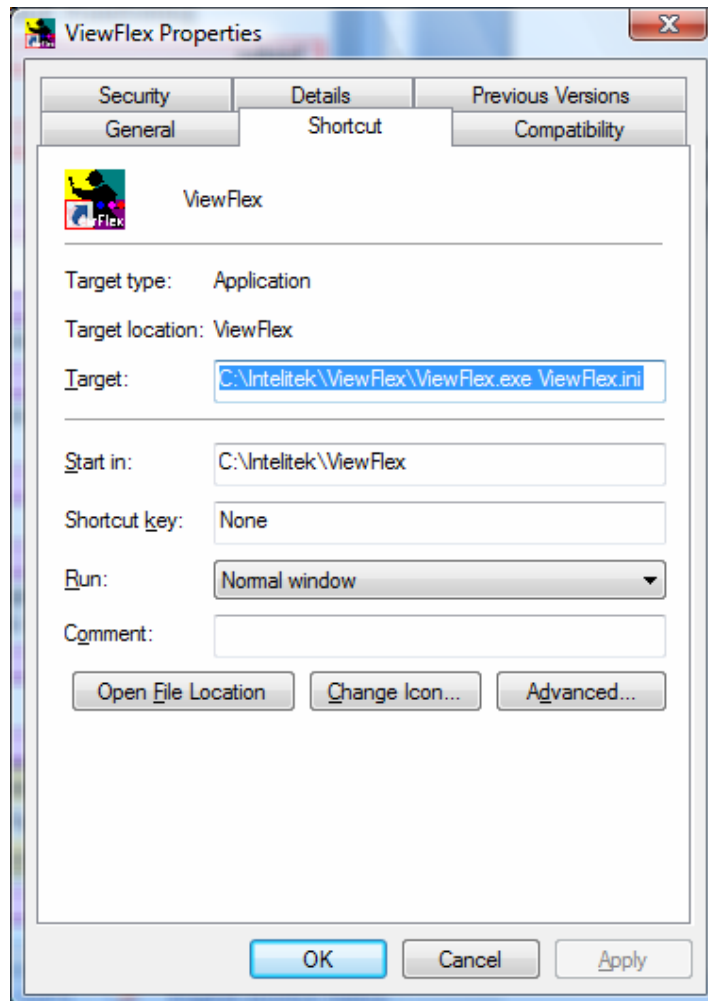 ViewFlex Properties
Security Details Previous Versions
General Shortcut Compatibility
ViewFlex
Target type: Application
Target location: ViewFlex
Target: C:\Intelitek\ViewFlex\ViewFlex.exe ViewFlex.ini
Start in: C:\Intelitek\ViewFlex
Shortcut key: None
Run: Normal window
Comment:
Open File Location Change Icon... Advanced...
OK Cancel Apply